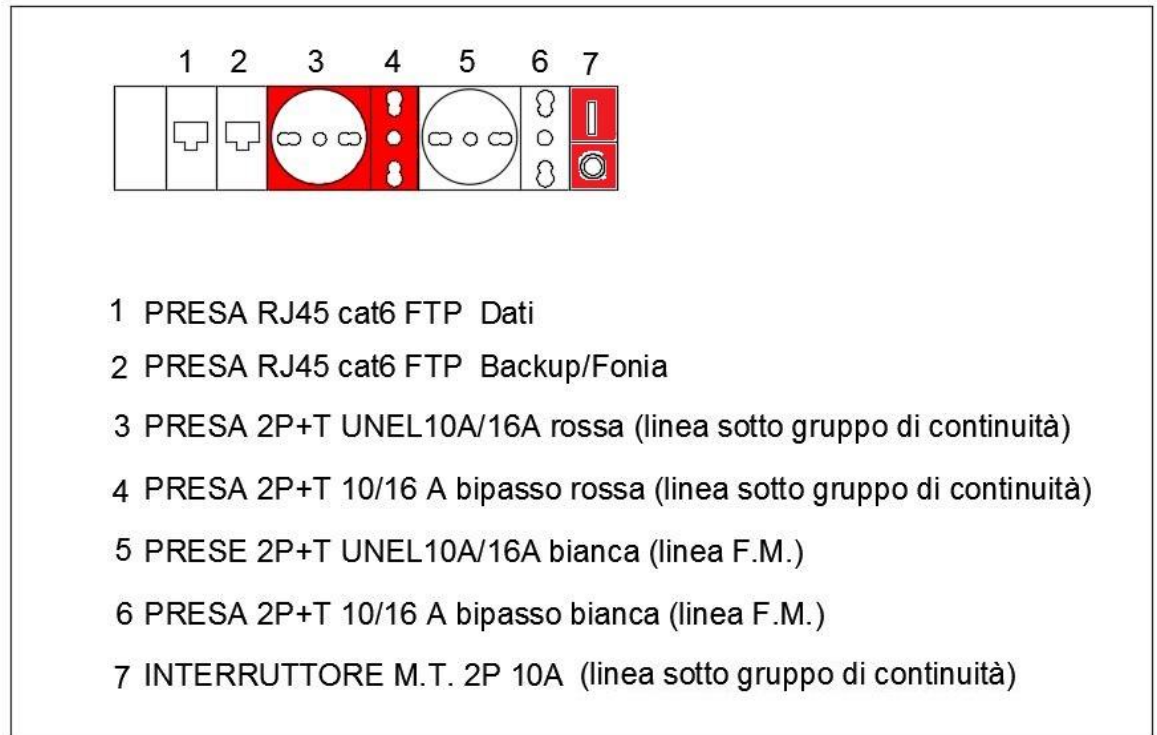 1 2 3 4 5 6 7
1 PRESA RJ45 cat6 FTP Dati
2 PRESA RJ45 cat6 FTP Backup/Fonia
3 PRESA 2P+T UNEL10A/16A rossa (linea sotto gruppo di continuità)
4 PRESA 2P+T 10/16 A bipasso rossa (linea sotto gruppo di continuità)
5 PRESE 2P+T UNEL10A/16A bianca (linea F.M.)
6 PRESA 2P+T 10/16 A bipasso bianca (linea F.M.)
7 INTERRUTTORE M.T. 2P 10A (linea sotto gruppo di continuità)